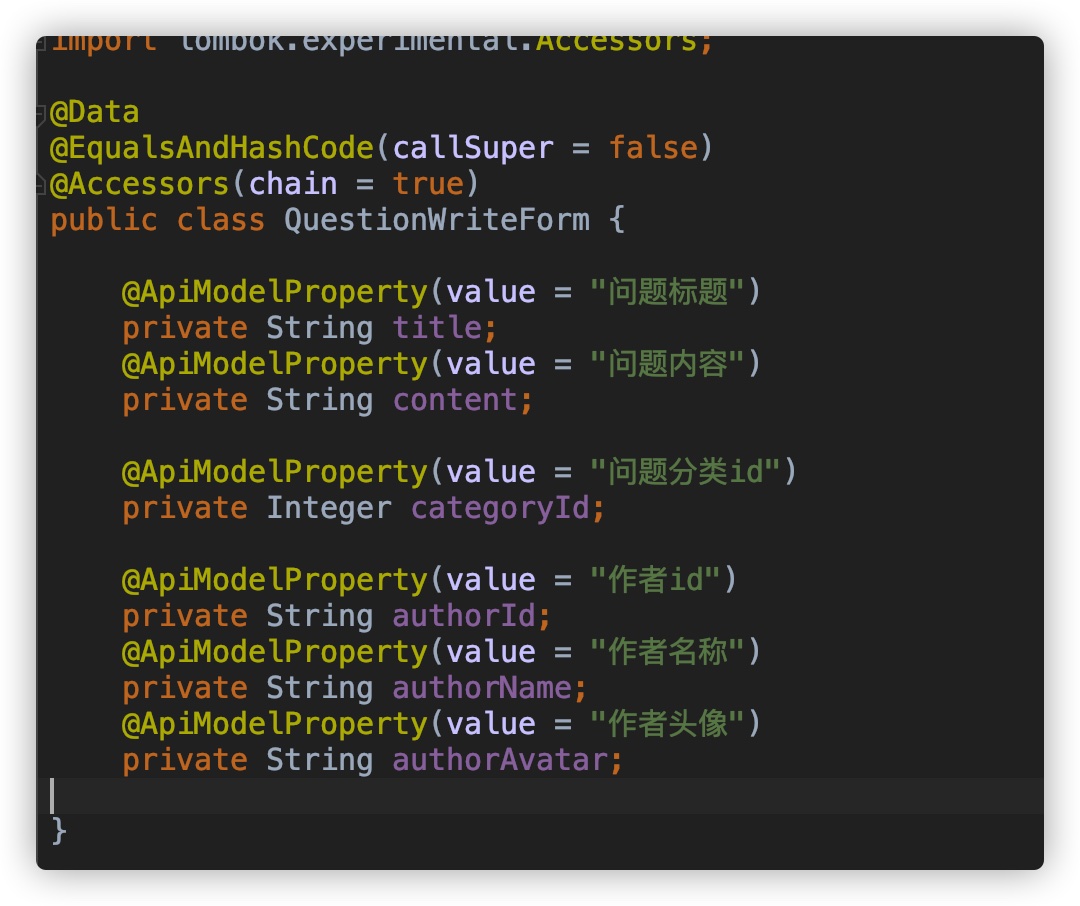 import lombok.experimental.Accessors;
@Data
@EqualsAndHashCode(callSuper = false)
@Accessors(chain = true)
public class QuestionWriteForm {
@ApiModelProperty(value = "问题标题")
private String title;
@ApiModelProperty(value = "问题内容")
private String content;
@ApiModelProperty(value = "问题分类id")
private Integer categoryId;
@ApiModelProperty(value = "作者id")
private String authorId;
@ApiModelProperty(value = "作者名称")
private String authorName;
@ApiModelProperty(value = "作者头像")
private String authorAvatar;
}